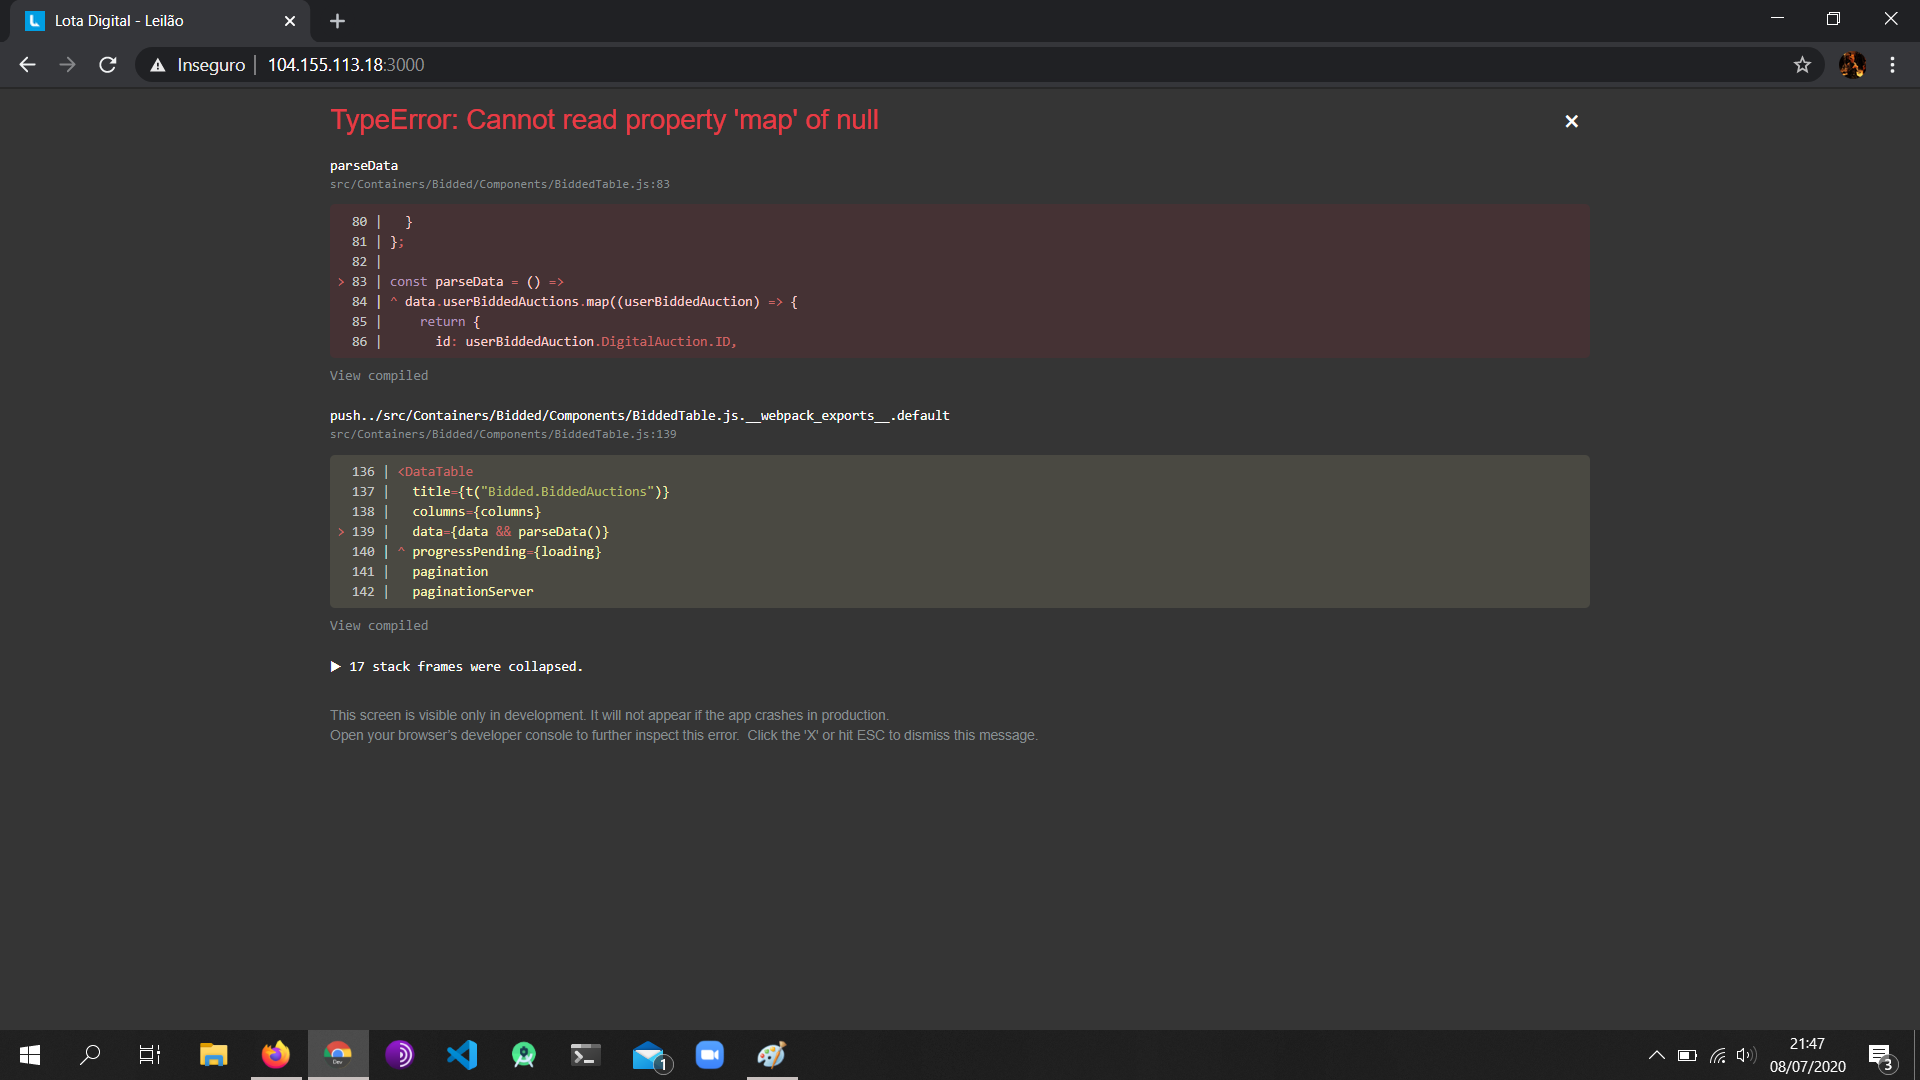 Lota Digital - Leilão
Inseguro | 104.155.113.18:3000
TypeError: Cannot read property 'map' of null
parseData
src/Containers/Bidded/Components/BiddedTable.js:83
80 |   }
81 | };
82 |
> 83 | const parseData = () =>
84 | ^ data.userBiddedAuctions.map((userBiddedAuction) => {
85 |     return {
86 |       id: userBiddedAuction.DigitalAuction.ID,
View compiled
push../src/Containers/Bidded/Components/BiddedTable.js.__webpack_exports__.default
src/Containers/Bidded/Components/BiddedTable.js:139
136 | <DataTable
137 |   title={t("Bidded.BiddedAuctions")}
138 |   columns={columns}
> 139 |   data={data && parseData()}
140 | ^ progressPending={loading}
141 |   pagination
142 |   paginationServer
View compiled
▶ 17 stack frames were collapsed.
This screen is visible only in development. It will not appear if the app crashes in production.
Open your browser’s developer console to further inspect this error.  Click the 'X' or hit ESC to dismiss this message.
Dev
1
21:47
08/07/2020
3